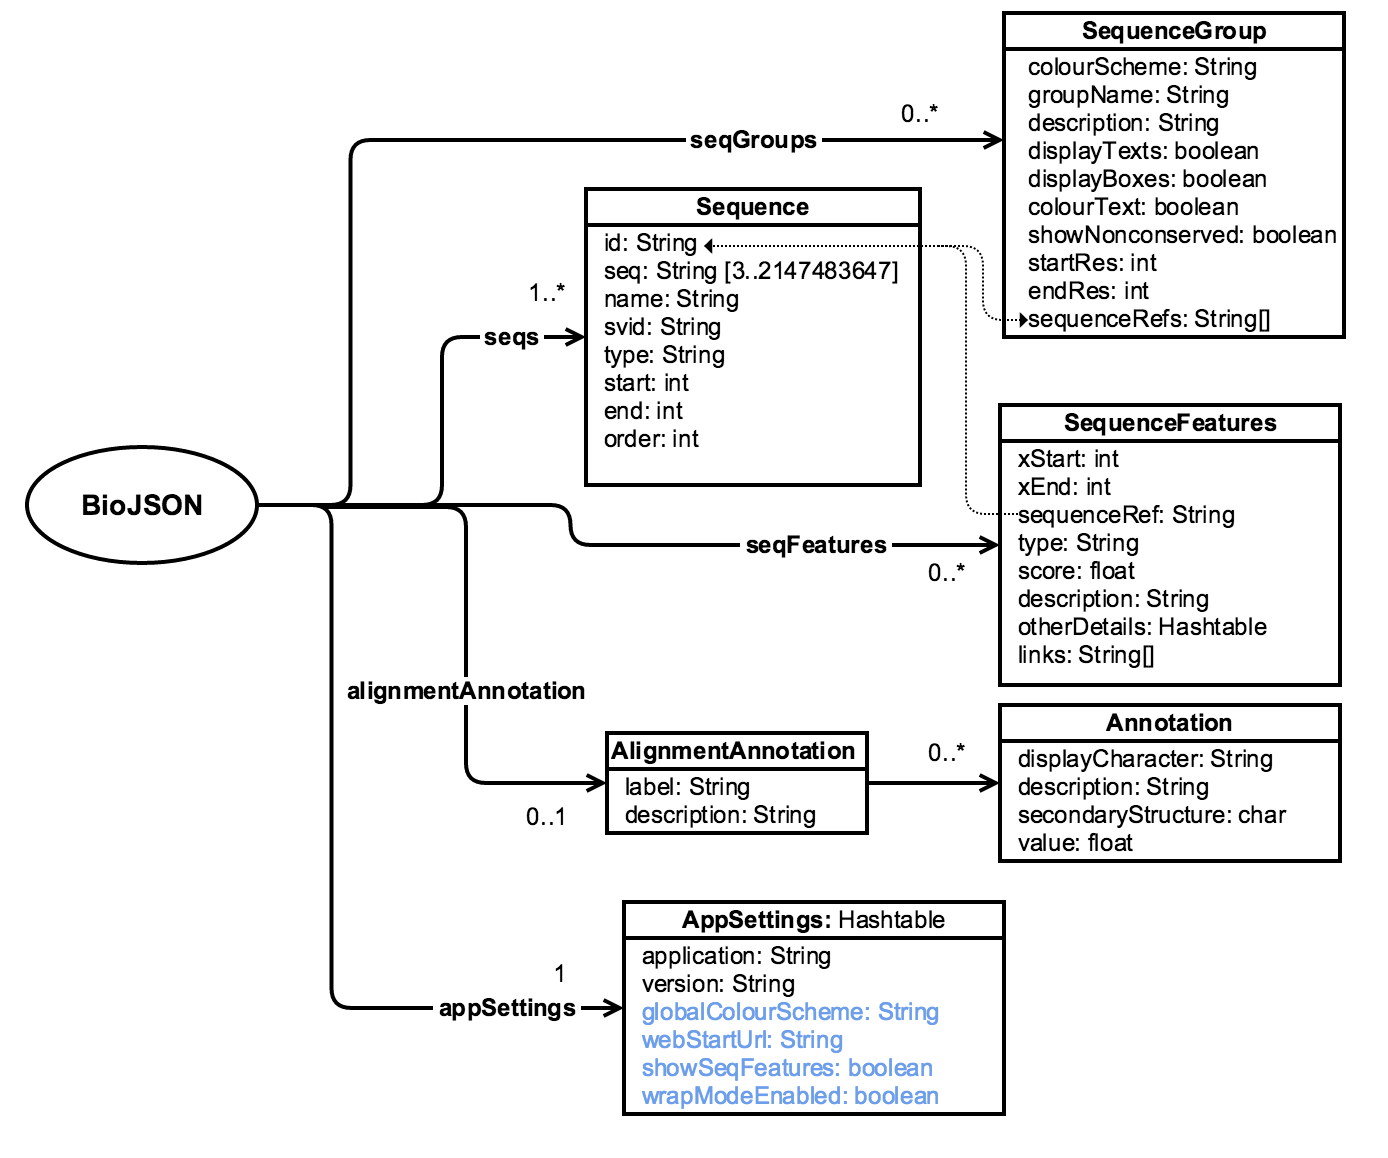 SequenceGroup
colourScheme: String
groupName: String
description: String
displayTexts: boolean
displayBoxes: boolean
colourText: boolean
showNonconserved: boolean
startRes: int
endRes: int
sequenceRefs: String[]
0..*
seqGroups
Sequence
id: String
seq: String [3..2147483647]
name: String
svid: String
type: String
start: int
end: int
order: int
1..*
seqs
BioJSON
SequenceFeatures
xStart: int
xEnd: int
sequenceRef: String
type: String
score: float
description: String
otherDetails: Hashtable
links: String[]
seqFeatures
0..*
alignmentAnnotation
AlignmentAnnotation
label: String
description: String
0..1
0..*
Annotation
displayCharacter: String
description: String
secondaryStructure: char
value: float
AppSettings: Hashtable
application: String
version: String
globalColourScheme: String
webStartUrl: String
showSeqFeatures: boolean
wrapModeEnabled: boolean
1
appSettings